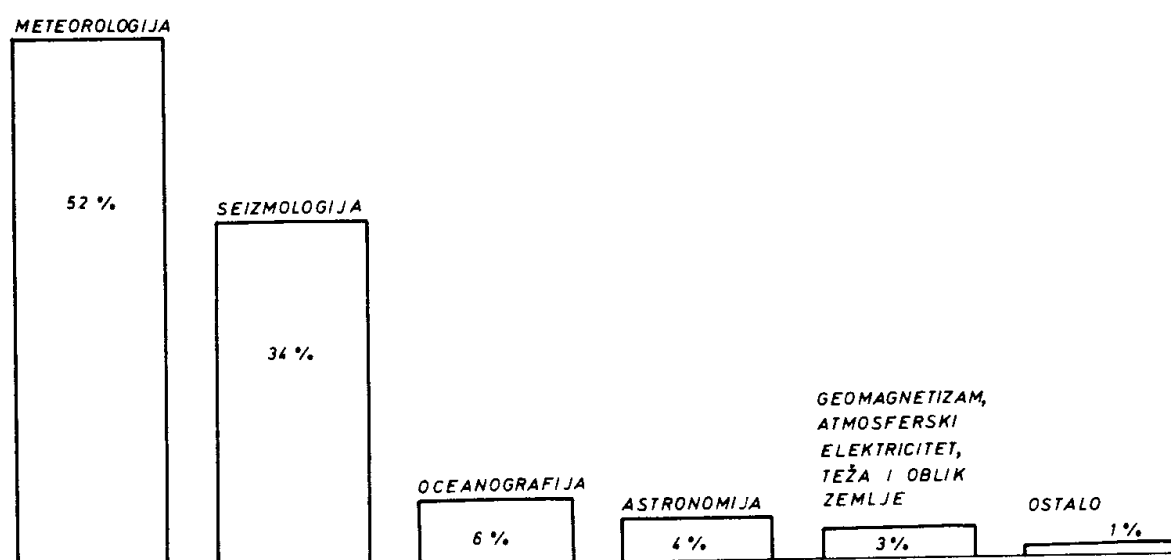 METEOROLOGIJA
52 %
SEIZMOLOGIJA
34 %
OCEANOGRAFIJA
6 %
ASTRONOMIJA
4 %
GEOMAGNETIZAM,
ATMOSFERSKI
ELEKTRICITET,
TEŽA I OBLIK
ZEMLJE
3 %
OSTALO
1 %